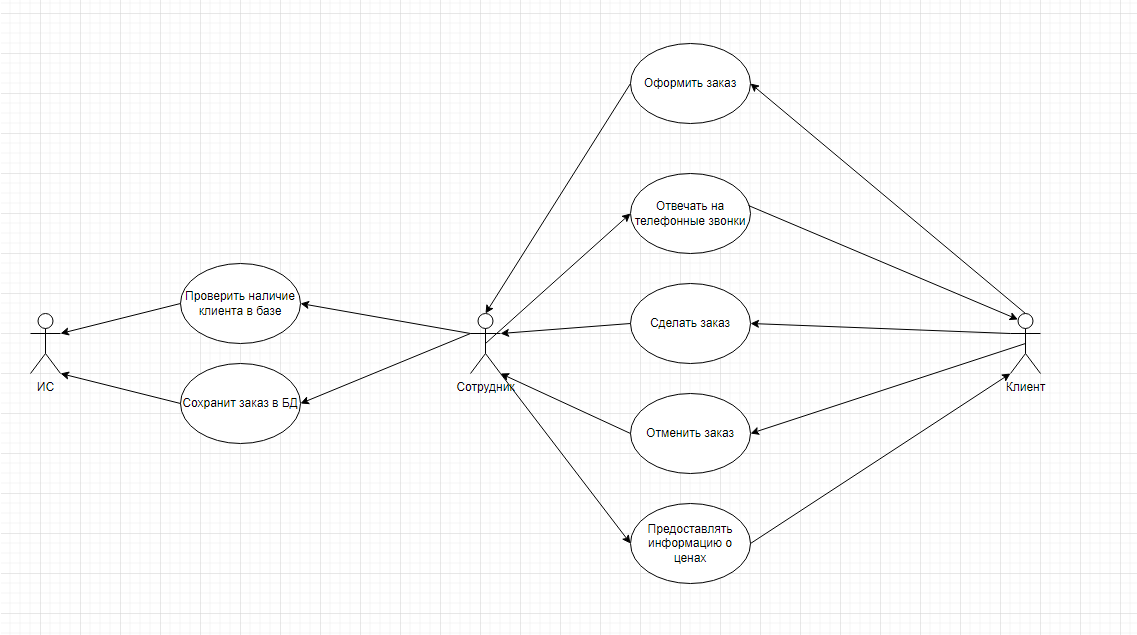 Оформить заказ
Отвечать на
телефонные звонки
Проверить наличие
клиента в базе
Сделать заказ
ИС
Сотрудник
Клиент
Сохранит заказ в БД
Отменить заказ
Предоставлять
информацию о
ценах